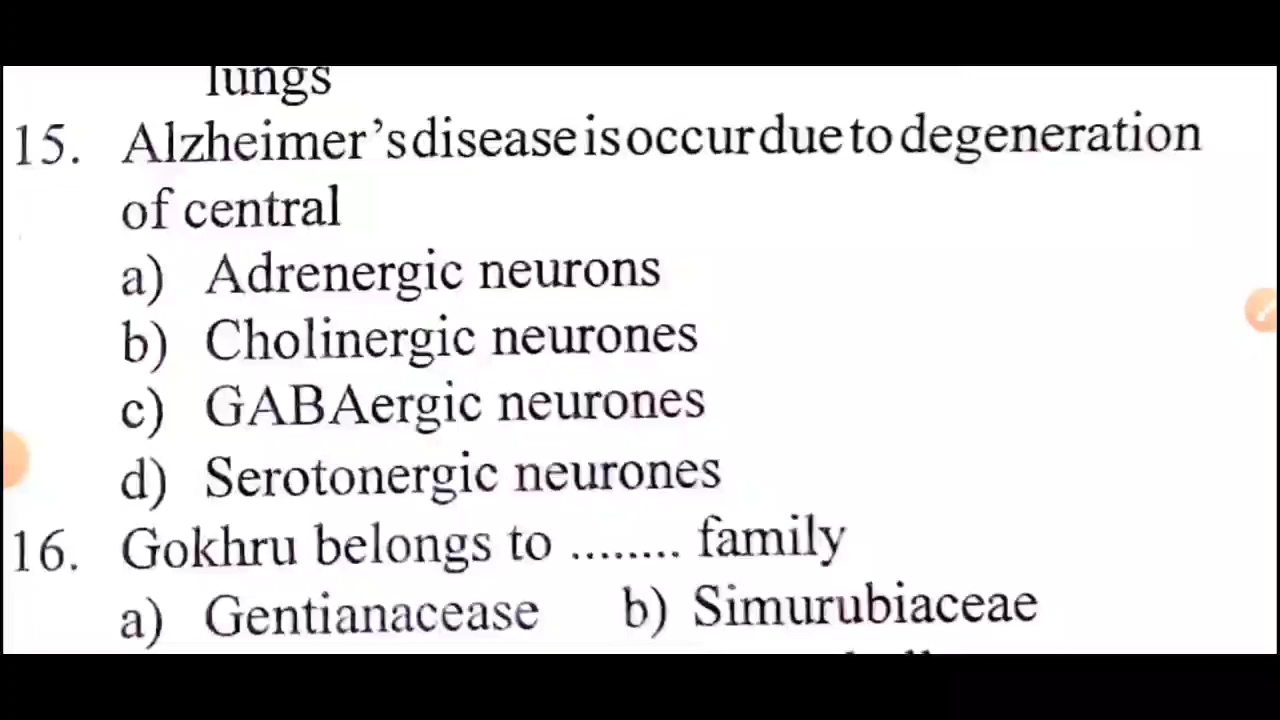 lungs
15. Alzheimer's disease is occur due to degeneration
of central
a) Adrenergic neurons
b) Cholinergic neurones
c) GABAergic neurones
d) Serotonergic neurones
16. Gokhru belongs to ........ family
a) Gentianacease b) Simurubiaceae